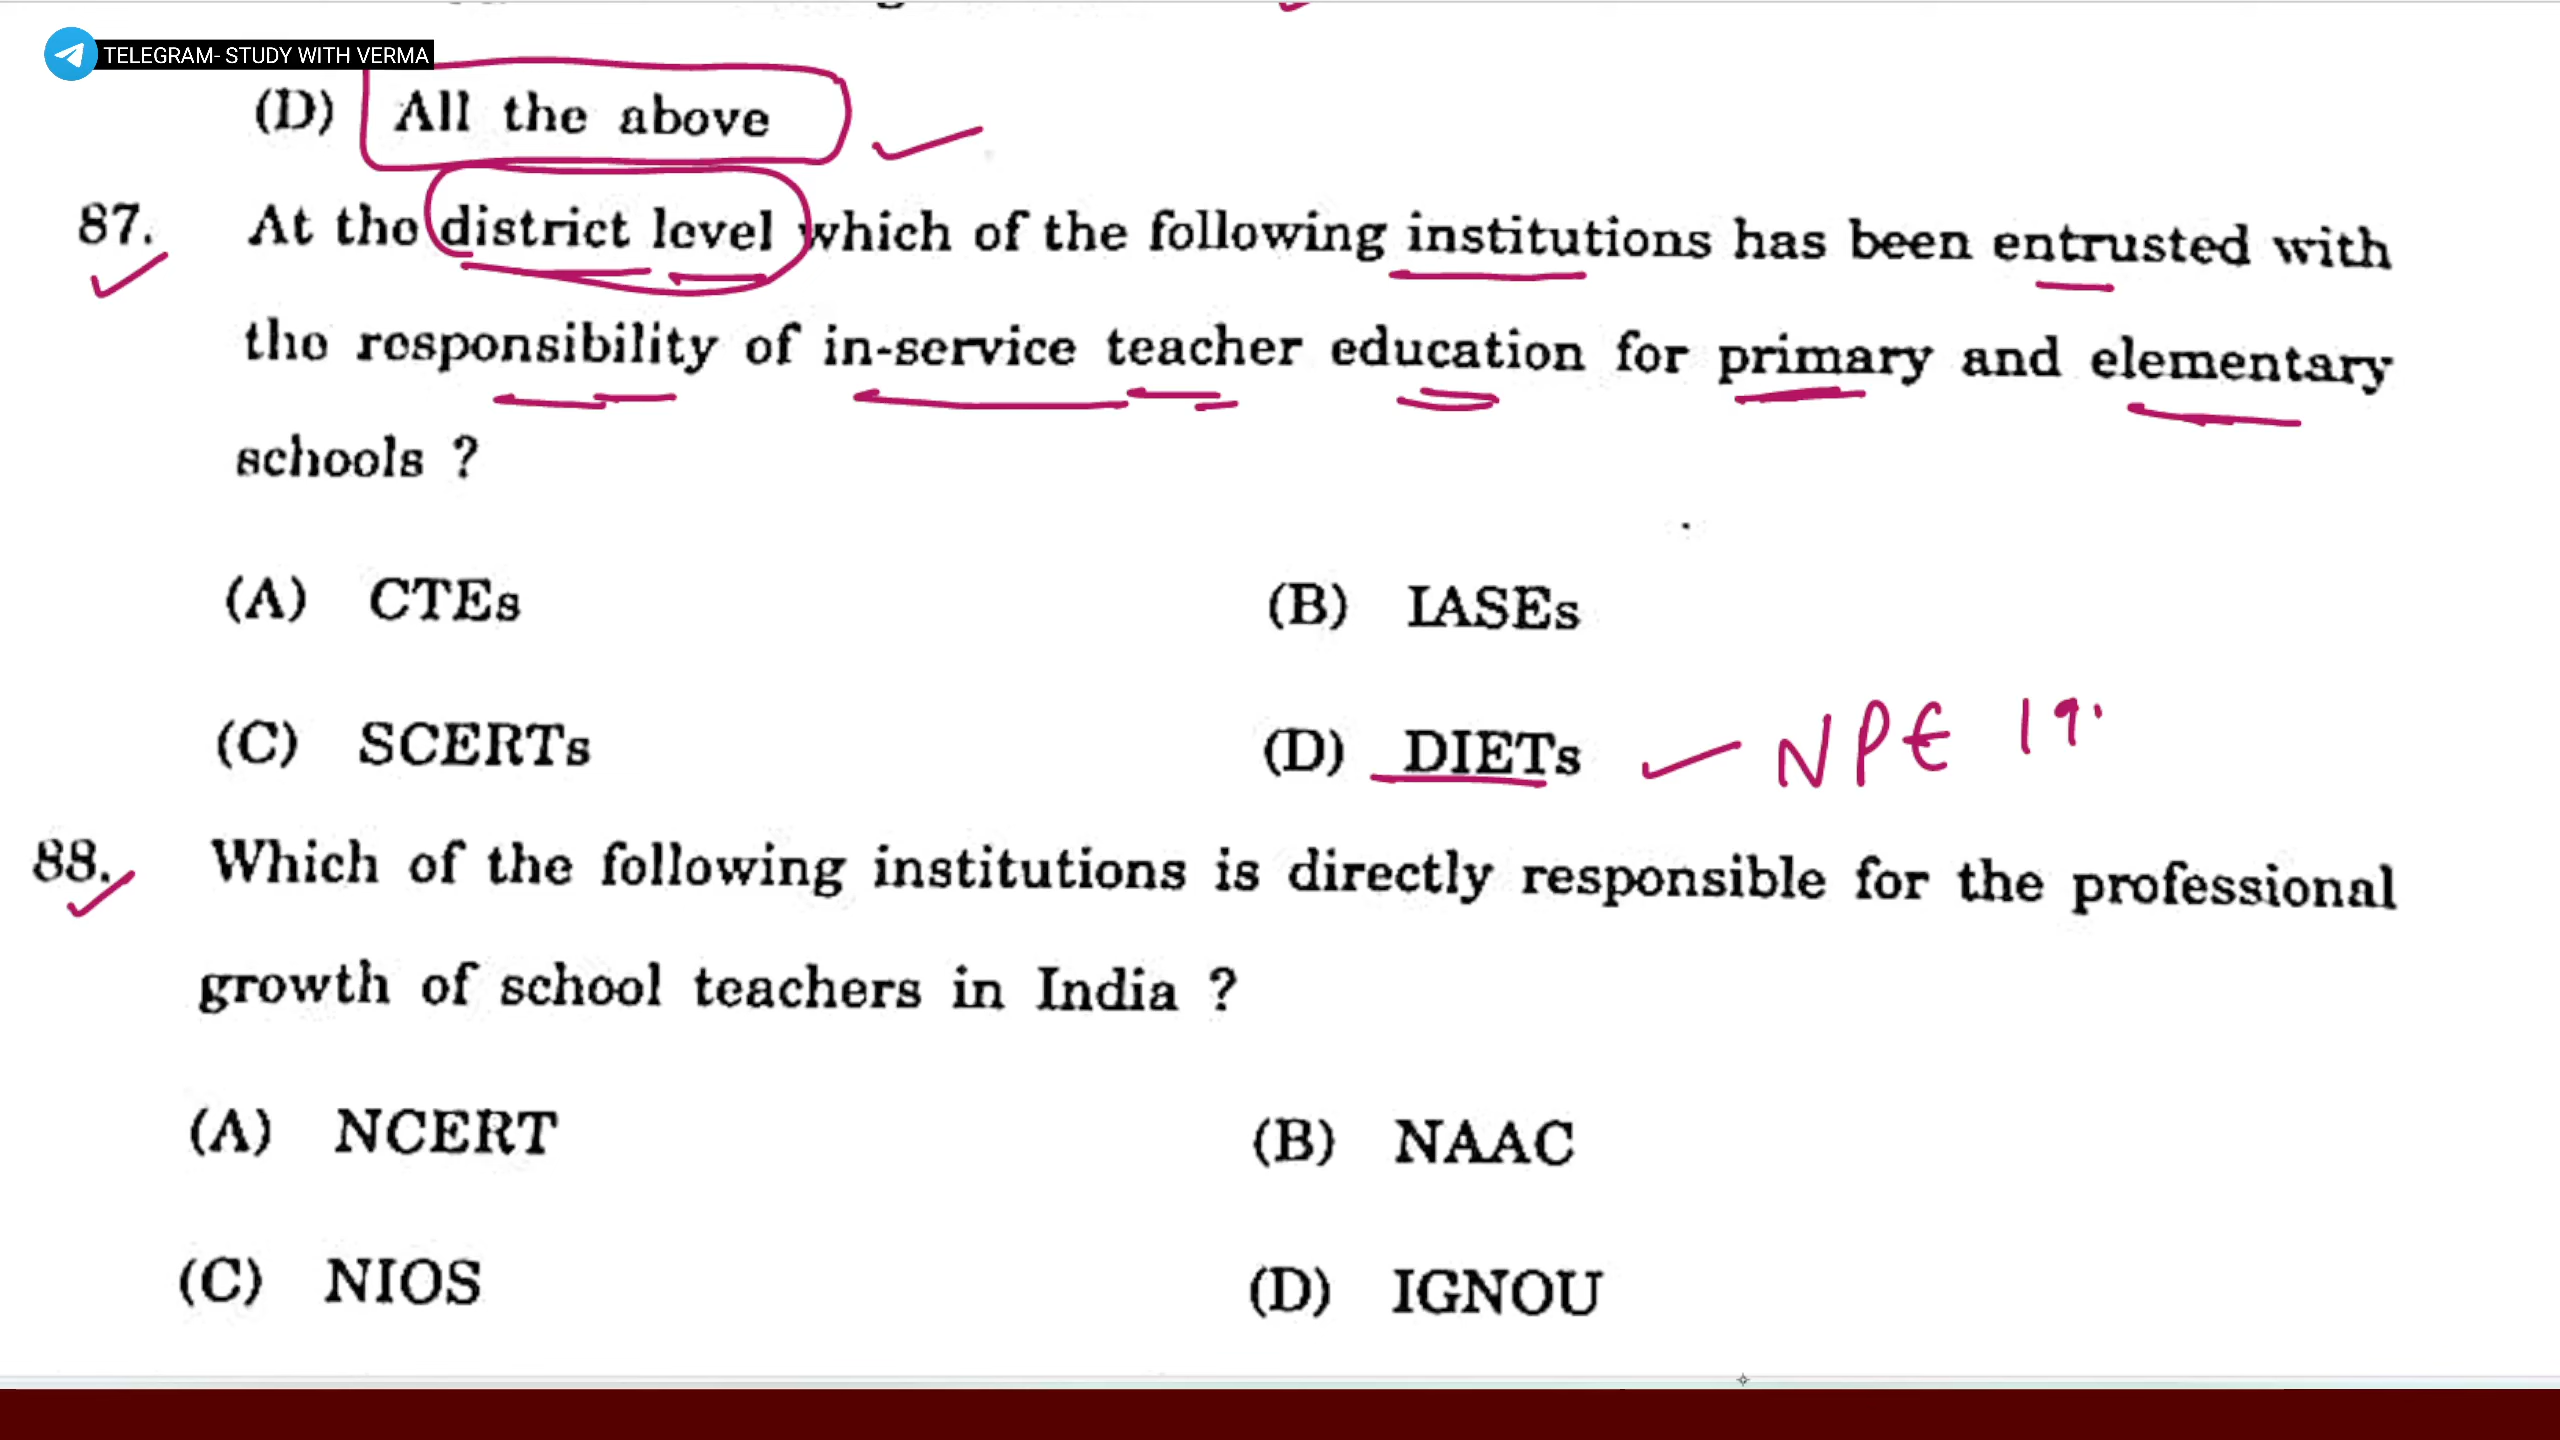 TELEGRAM- STUDY WITH VERMA
(D) All the above
87. At the district level which of the following institutions has been entrusted with
the responsibility of in-service teacher education for primary and elementary
schools ?
(A) CTEs (B) IASEs
(C) SCERTs (D) DIETs NPE 19
88. Which of the following institutions is directly responsible for the professional
growth of school teachers in India ?
(A) NCERT (B) NAAC
(C) NIOS (D) IGNOU